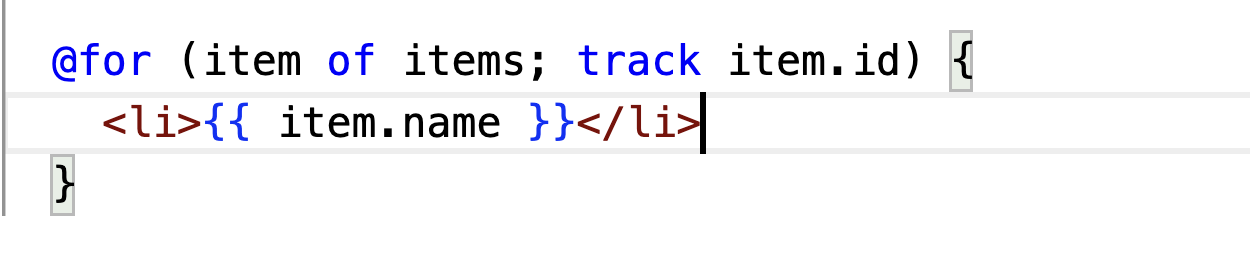 @for (item of items; track item.id) {
  <li>{{ item.name }}</li>
}